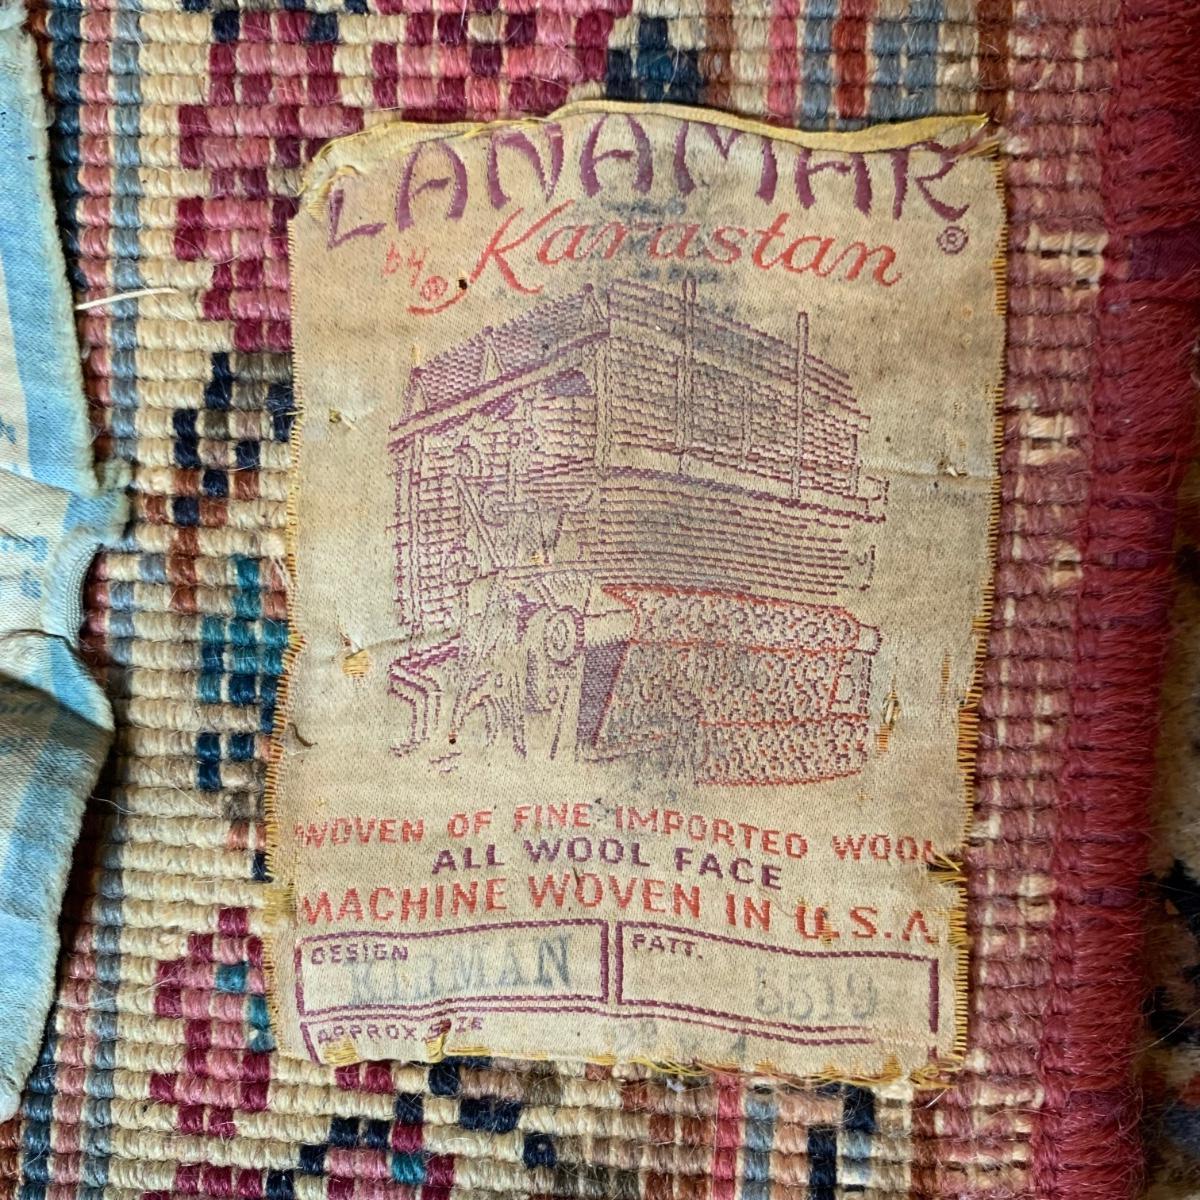 LANAMAR®
by ® Karastan
WOVEN OF FINE IMPORTED WOOL
ALL WOOL FACE
MACHINE WOVEN IN U.S.A.
DESIGN KIRMAN PATT. 5519
APPROX. SIZE